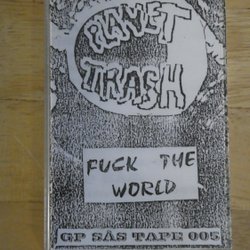 PLANET
TRASH
FUCK THE
WORLD
GP SÅS TAPE 005